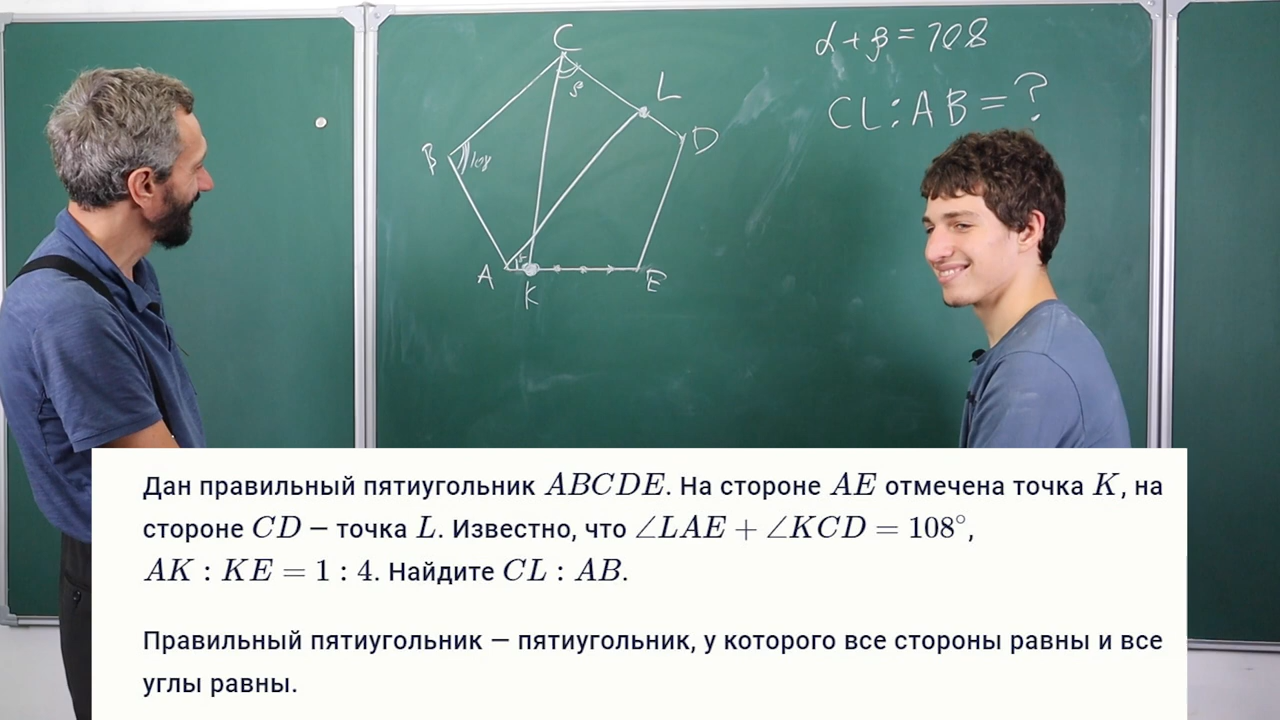 C
α + β = 108
L
CL : AB = ?
β
B
108
D
A
K
E
Дан правильный пятиугольник ABCDE. На стороне AE отмечена точка K, на
стороне CD — точка L. Известно, что ∠LAE + ∠KCD = 108°,
AK : KE = 1 : 4. Найдите CL : AB.
Правильный пятиугольник — пятиугольник, у которого все стороны равны и все
углы равны.